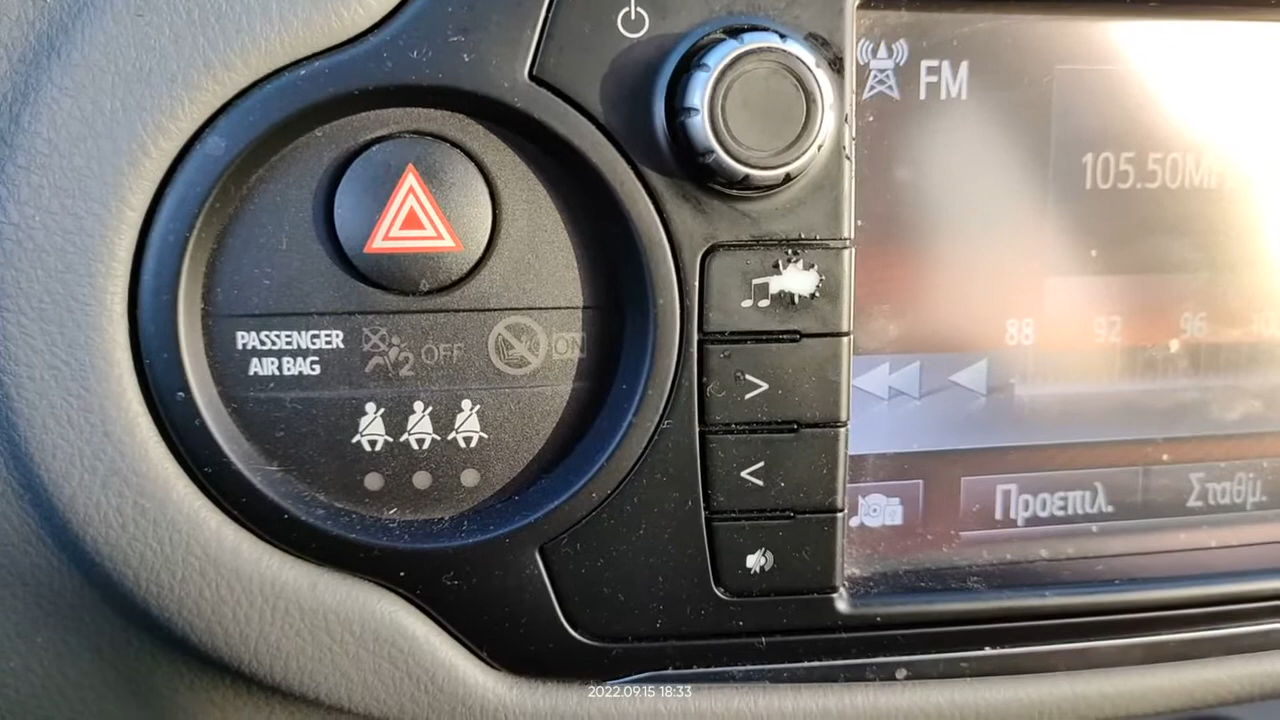 FM
105.50M
PASSENGER
AIR BAG
2 OFF
ON
88 92 96
Προεπιλ. Σταθμ.
2022.09.15 18:33